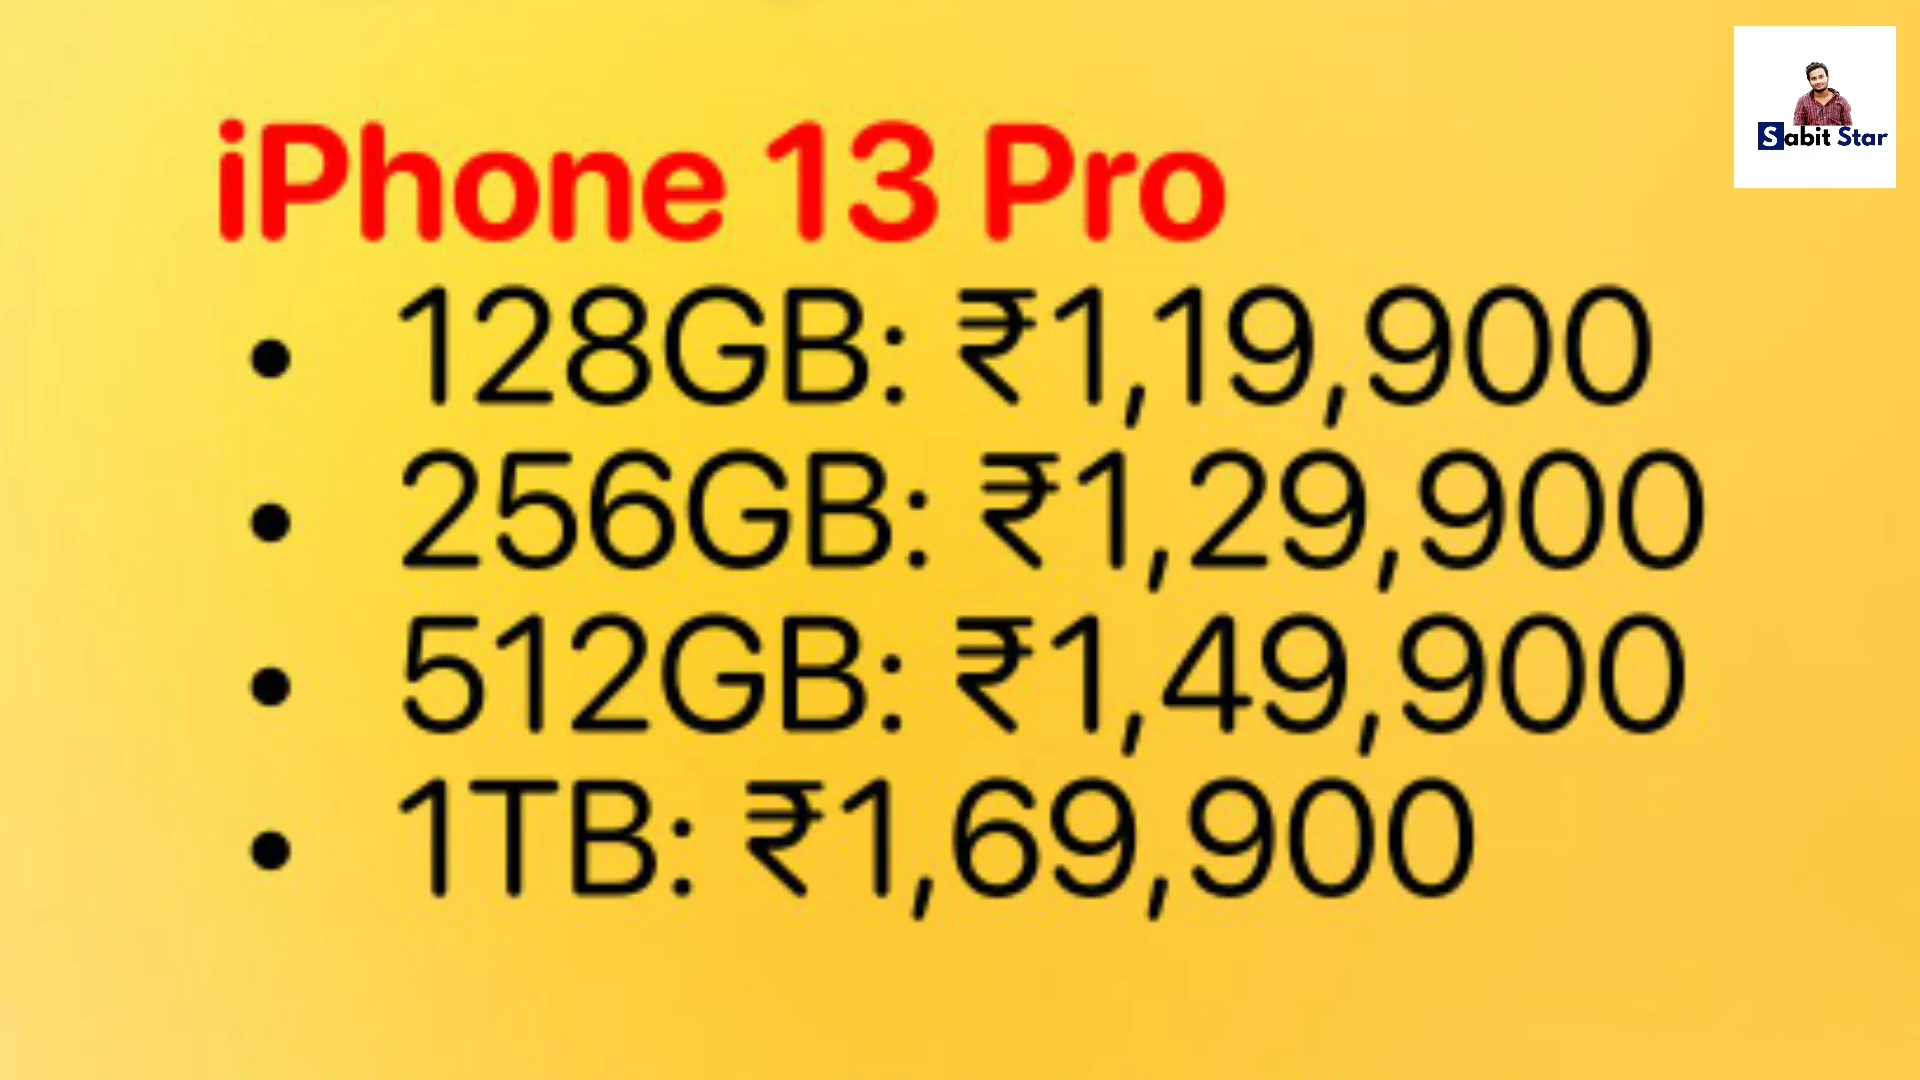 Sabit Star
iPhone 13 Pro
• 128GB: ₹1,19,900
• 256GB: ₹1,29,900
• 512GB: ₹1,49,900
• 1TB: ₹1,69,900